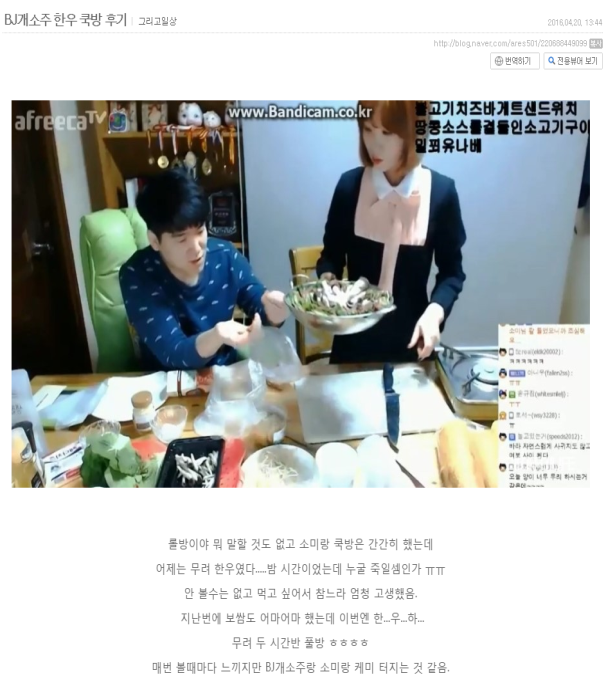 BJ개소주 한우 쿡방 후기 | 그리고일상
2016.04.20. 13:44
http://blog.naver.com/ares501/220688449099 복사
번역하기 전용뷰어 보기
afreecaTV
www.Bandicam.co.kr
불고기치즈바게트샌드위치
땅콩소스를곁들인소고기구이
밀푀유나베
오늘 양이 너무 푸짐
롤방이야 뭐 말할 것도 없고 소미랑 쿡방은 간간히 했는데
어제는 무려 한우였다.....밤 시간이었는데 누굴 죽일셈인가 ㅠㅠ
안 볼수는 없고 먹고 싶어서 참느라 엄청 고생했음.
지난번에 보쌈도 어마어마 했는데 이번엔 한...우...하...
무려 두 시간반 풀방 ㅎㅎㅎㅎ
매번 볼때마다 느끼지만 BJ개소주랑 소미랑 케미 터지는 것 같음.